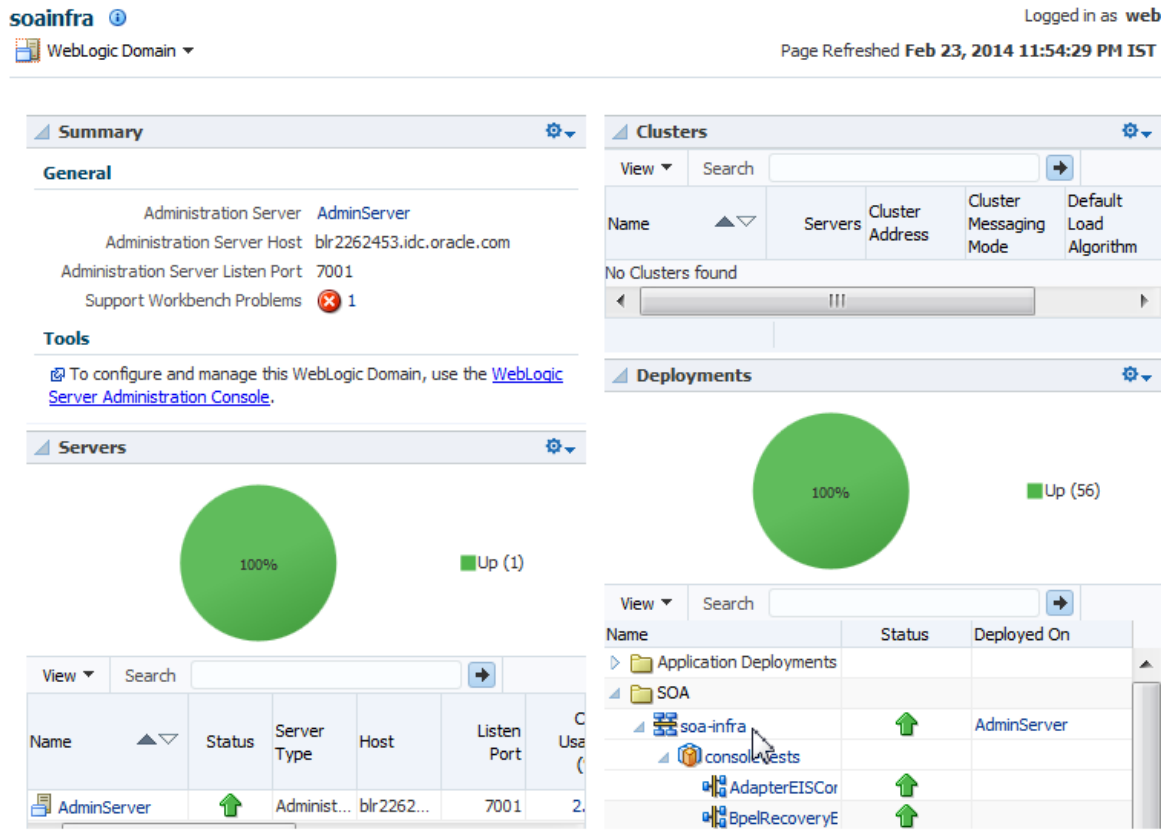 soainfra
Logged in as web
WebLogic Domain
Page Refreshed Feb 23, 2014 11:54:29 PM IST
Summary
General
Administration Server AdminServer
Administration Server Host blr2262453.idc.oracle.com
Administration Server Listen Port 7001
Support Workbench Problems 1
Tools
To configure and manage this WebLogic Domain, use the WebLogic
Server Administration Console.
Servers
100%
Up (1)
View Search
Name Status Server Type Host Listen Port
AdminServer Administ... blr2262... 7001 2.
Clusters
View Search
Name Servers Cluster Address Cluster Messaging Mode Default Load Algorithm
No Clusters found
Deployments
100%
Up (56)
View Search
Name Status Deployed On
Application Deployments
SOA
soa-infra AdminServer
AdapterEISCor
BpelRecoveryE